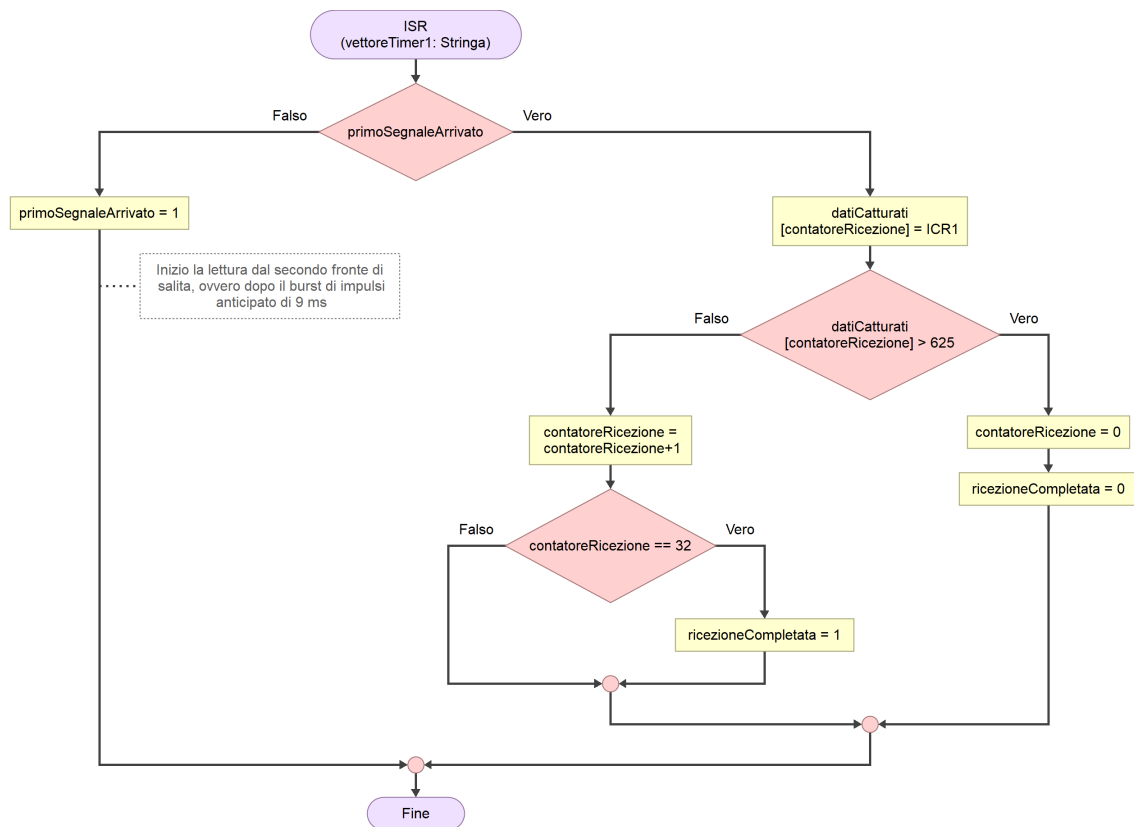 ISR
(vettoreTimer1: Stringa)
Falso
Vero
primoSegnaleArrivato
primoSegnaleArrivato = 1
datiCatturati
[contatoreRicezione] = ICR1
Inizio la lettura dal secondo fronte di
salita, ovvero dopo il burst di impulsi
anticipato di 9 ms
Falso
Vero
datiCatturati
[contatoreRicezione] > 625
contatoreRicezione =
contatoreRicezione+1
contatoreRicezione = 0
ricezioneCompletata = 0
Falso
Vero
contatoreRicezione == 32
ricezioneCompletata = 1
Fine